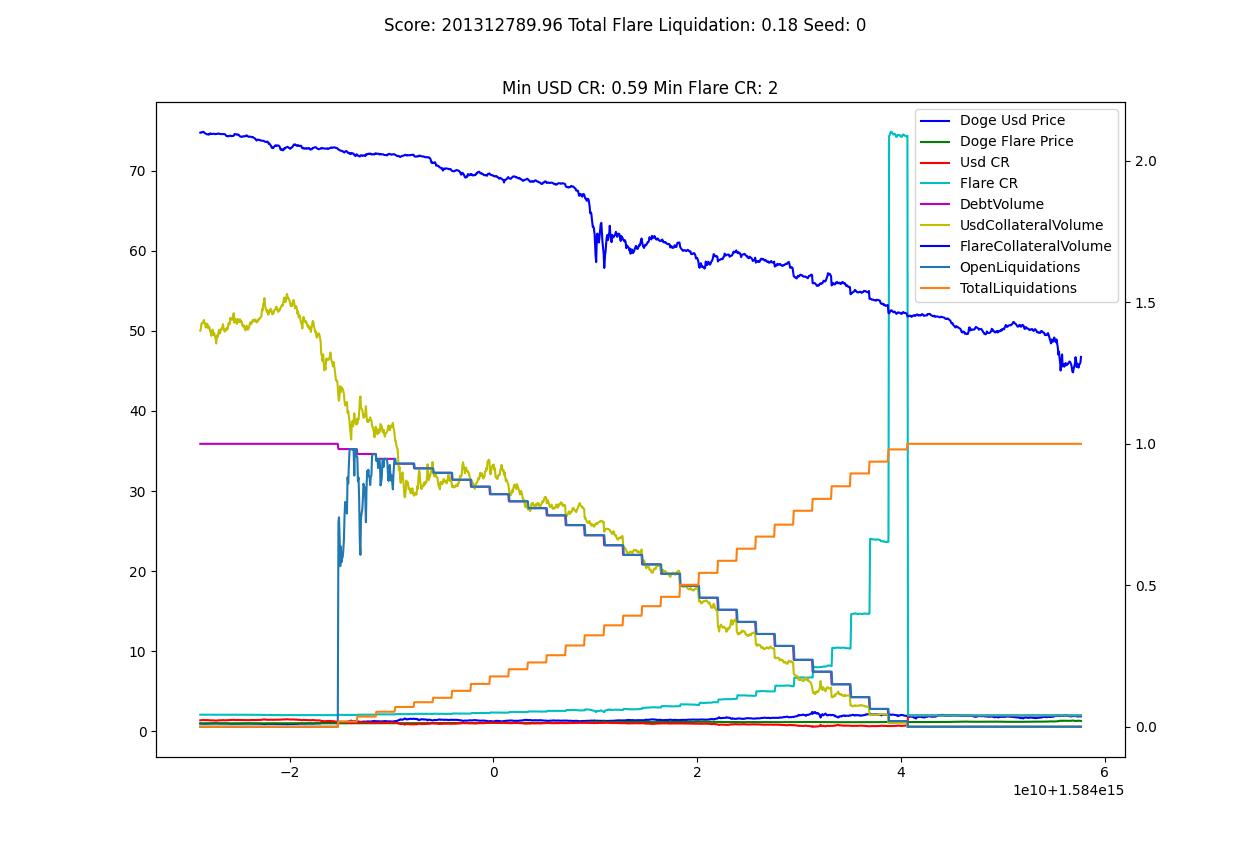 Score: 201312789.96 Total Flare Liquidation: 0.18 Seed: 0
Min USD CR: 0.59 Min Flare CR: 2
Doge Usd Price
Doge Flare Price
Usd CR
Flare CR
DebtVolume
UsdCollateralVolume
FlareCollateralVolume
OpenLiquidations
TotalLiquidations
70
60
50
40
30
20
10
0
2.0
1.5
1.0
0.5
0.0
−2
0
2
4
6
1e10+1.584e15